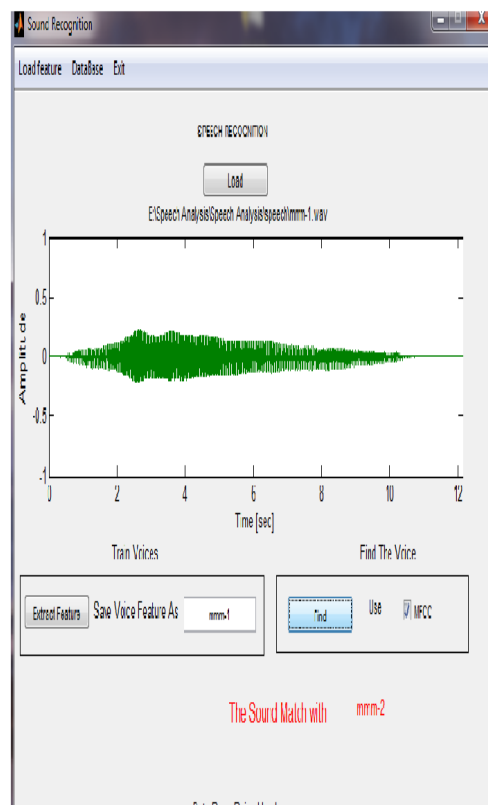 Sound Recognition
Load feature DataBase Exit
SPEECH RECOGNITION
Load
E:\Speech Analysis\Speech Analysis\speech\mmm-1.wav
1
0.5
0
-0.5
-1
Amplitude
0 2 4 6 8 10 12
Time [sec]
Train Voices
Find The Voice
Extract Feature Save Voice Feature As mmm-1
Find Use MFCC
The Sound Match with mmm-2